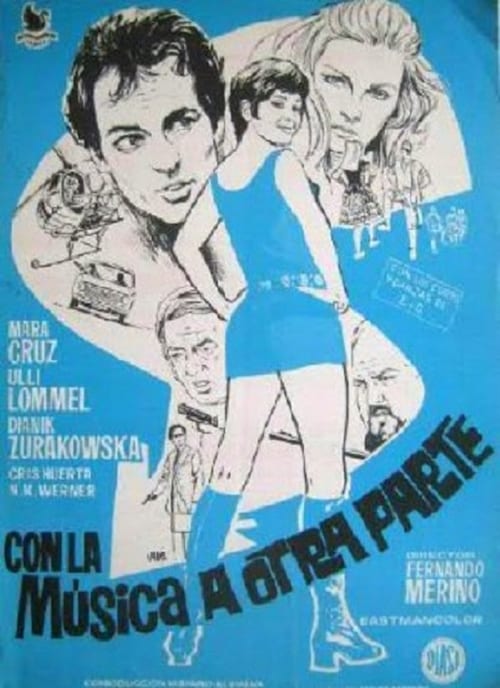 MARA
CRUZ
ULLI
LOMMEL
DIANIK
ZURAKOWSKA
CRIS HUERTA
N.K. WERNER
CON LA
Música A OTRA PARTE
DIRECTOR
FERNANDO
MERINO
EASTMANCOLOR